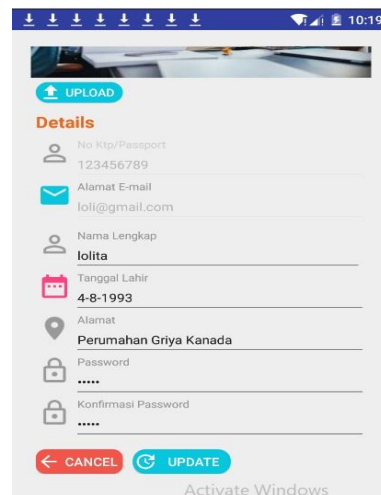 10:19
UPLOAD
Details
No Ktp/Passport
123456789
Alamat E-mail
loli@gmail.com
Nama Lengkap
lolita
Tanggal Lahir
4-8-1993
Alamat
Perumahan Griya Kanada
Password
•••••
Konfirmasi Password
•••••
CANCEL UPDATE
Activate Windows